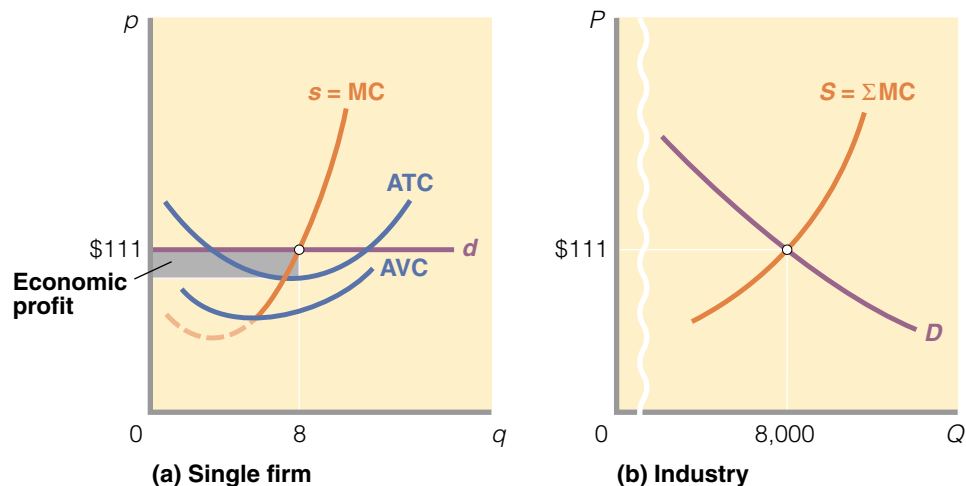 p
s = MC
ATC
$111
d
AVC
Economic
profit
0
8
q
(a) Single firm
P
S = ΣMC
$111
D
0
8,000
Q
(b) Industry